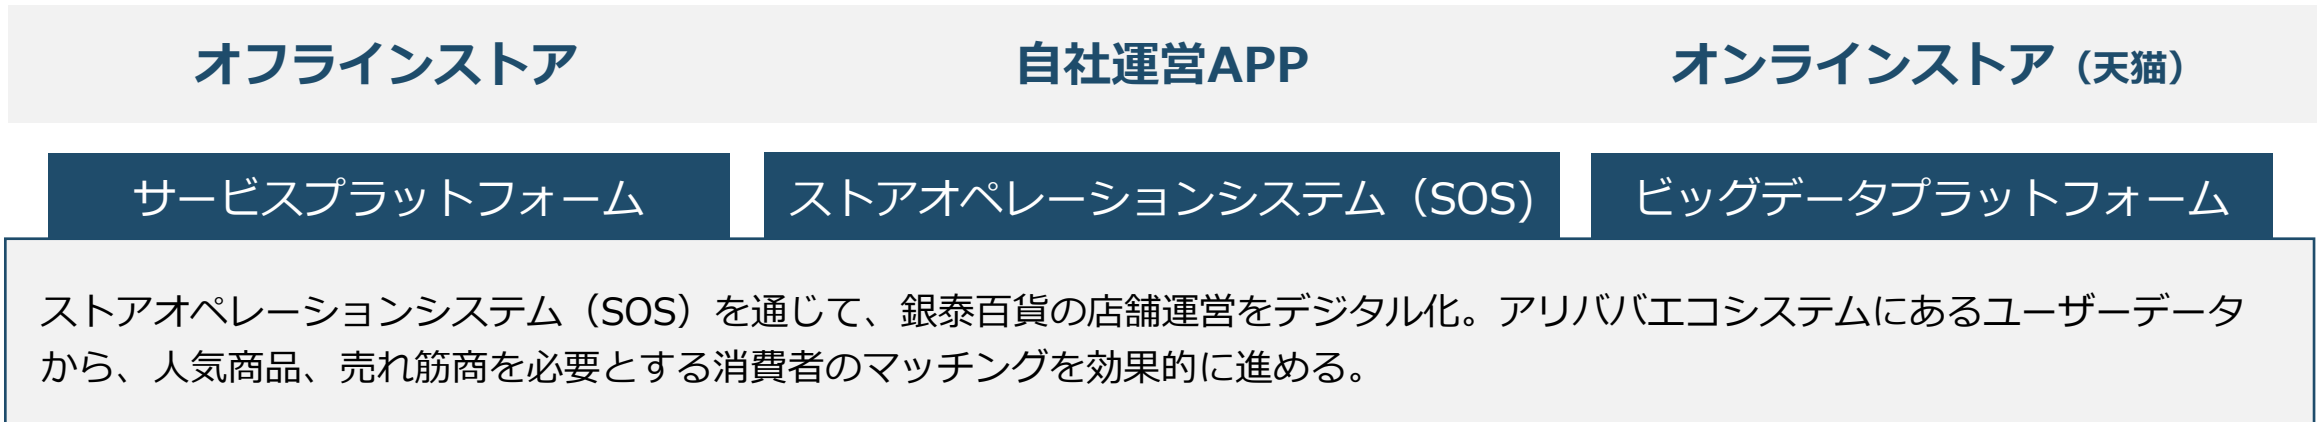 オフラインストア
自社運営APP
オンラインストア（天猫）
サービスプラットフォーム
ストアオペレーションシステム（SOS)
ビッグデータプラットフォーム
ストアオペレーションシステム（SOS）を通じて、銀泰百貨の店舗運営をデジタル化。アリババエコシステムにあるユーザーデータ
から、人気商品、売れ筋商を必要とする消費者のマッチングを効果的に進める。